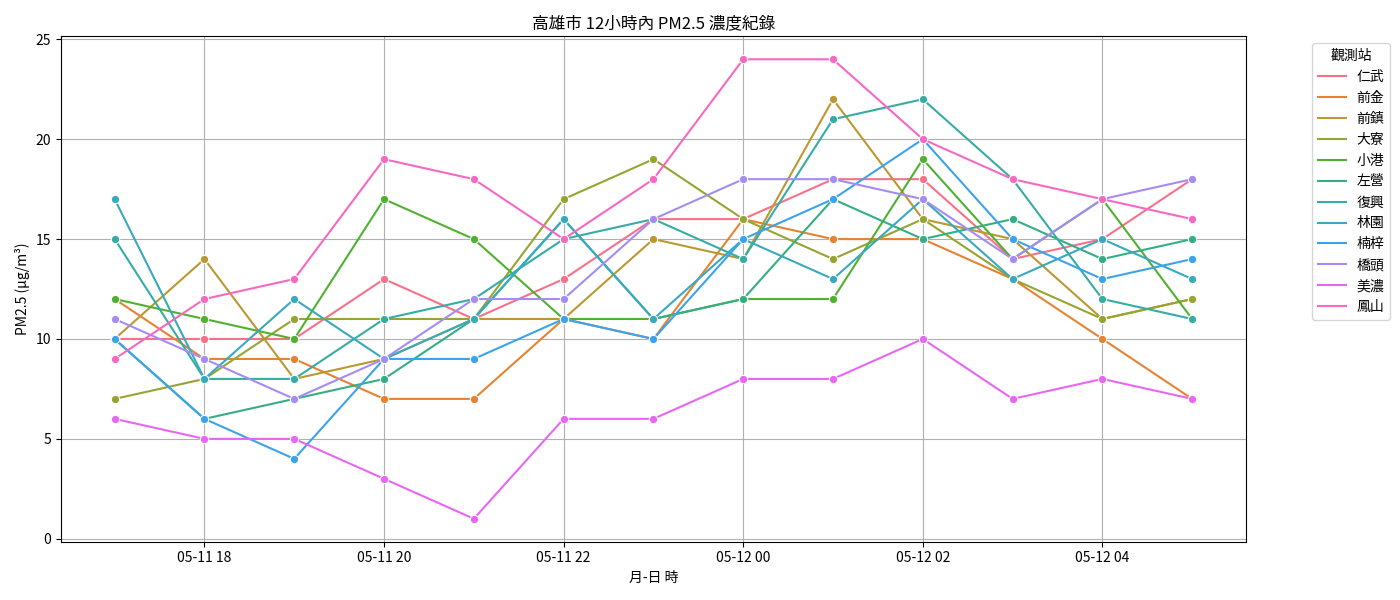 高雄市 12小時內 PM2.5 濃度紀錄
PM2.5 (μg/m³)
25
20
15
10
5
0
05-11 18
05-11 20
05-11 22
05-12 00
05-12 02
05-12 04
月-日 時
觀測站
仁武
前金
前鎮
大寮
小港
左營
復興
林園
楠梓
橋頭
美濃
鳳山